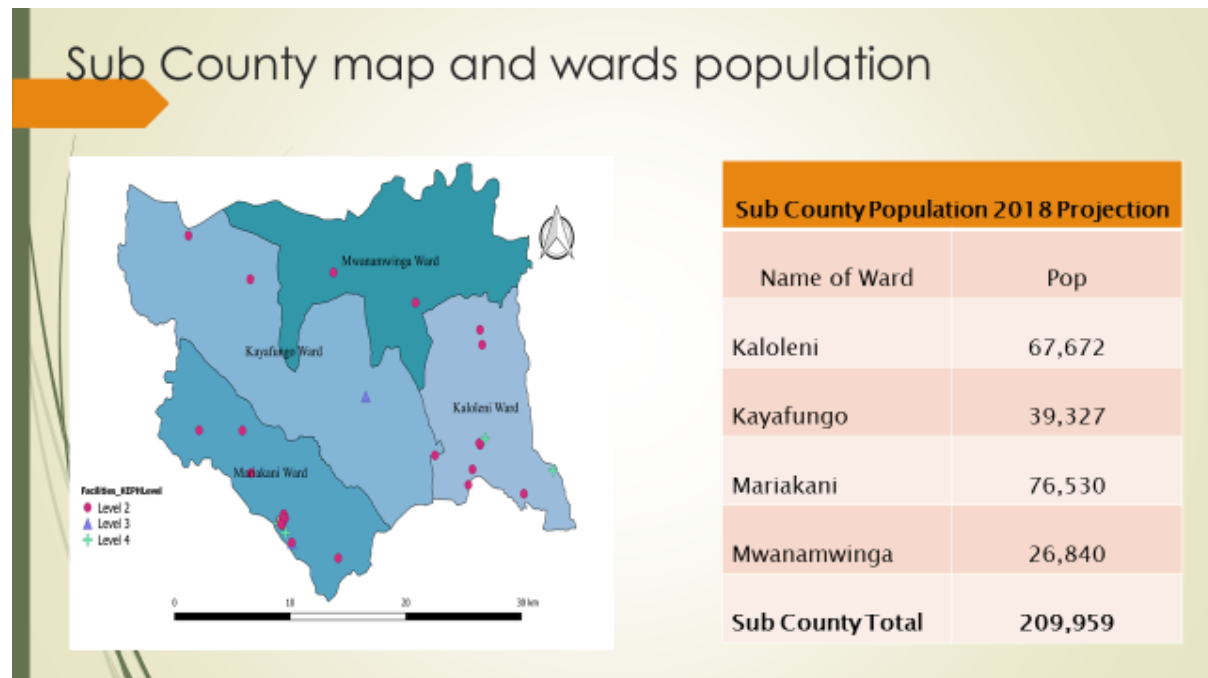 Sub County map and wards population
Mwanamwinga Ward
Kayafungo Ward
Kaloleni Ward
Mariakani Ward
Facilities_KEPHLevel
Level 2
Level 3
Level 4
0 10 20 30 km
Sub County Population 2018 Projection
Name of Ward Pop
Kaloleni 67,672
Kayafungo 39,327
Mariakani 76,530
Mwanamwinga 26,840
Sub County Total 209,959